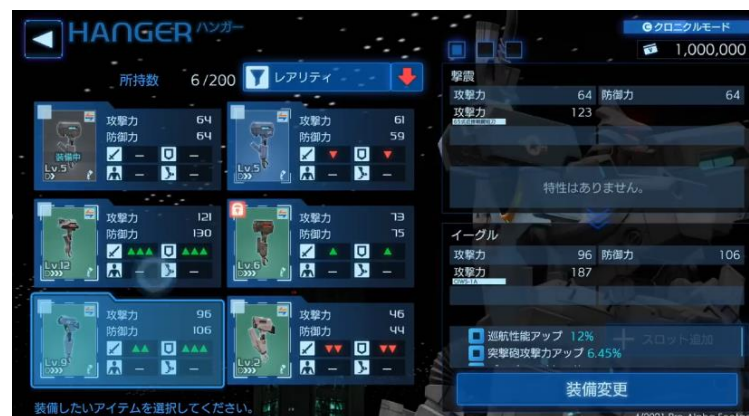 HANGER ハンガー
Gクロニクルモード
1,000,000
所持数 6/200 レアリティ
攻撃力 64
防御力 64
装備中
Lv.5
攻撃力 61
防御力 59
Lv.5
攻撃力 121
防御力 130
Lv.12
攻撃力 73
防御力 75
Lv.6
攻撃力 96
防御力 106
Lv.9
攻撃力 46
防御力 44
Lv.2
装備したいアイテムを選択してください。
撃震
攻撃力 64 防御力 64
攻撃力 123
特性はありません。
イーグル
攻撃力 96 防御力 106
攻撃力 187
CIWS-1A
巡航性能アップ 12%
突撃砲攻撃力アップ 6.45%
スロット追加
装備変更